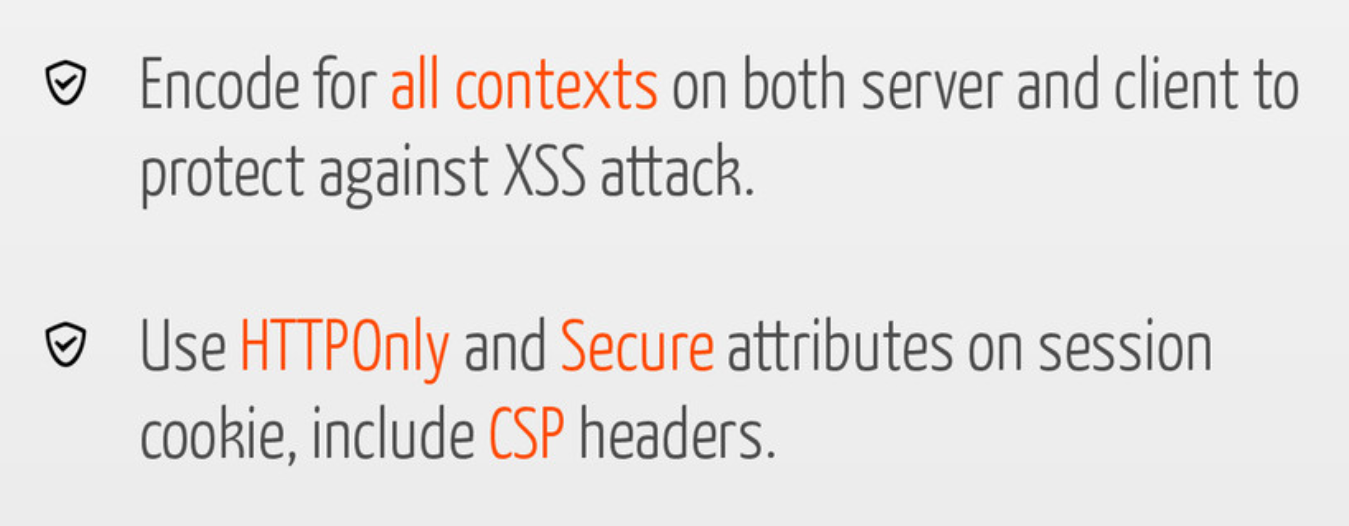 Encode for all contexts on both server and client to
protect against XSS attack.
Use HTTPOnly and Secure attributes on session
cookie, include CSP headers.